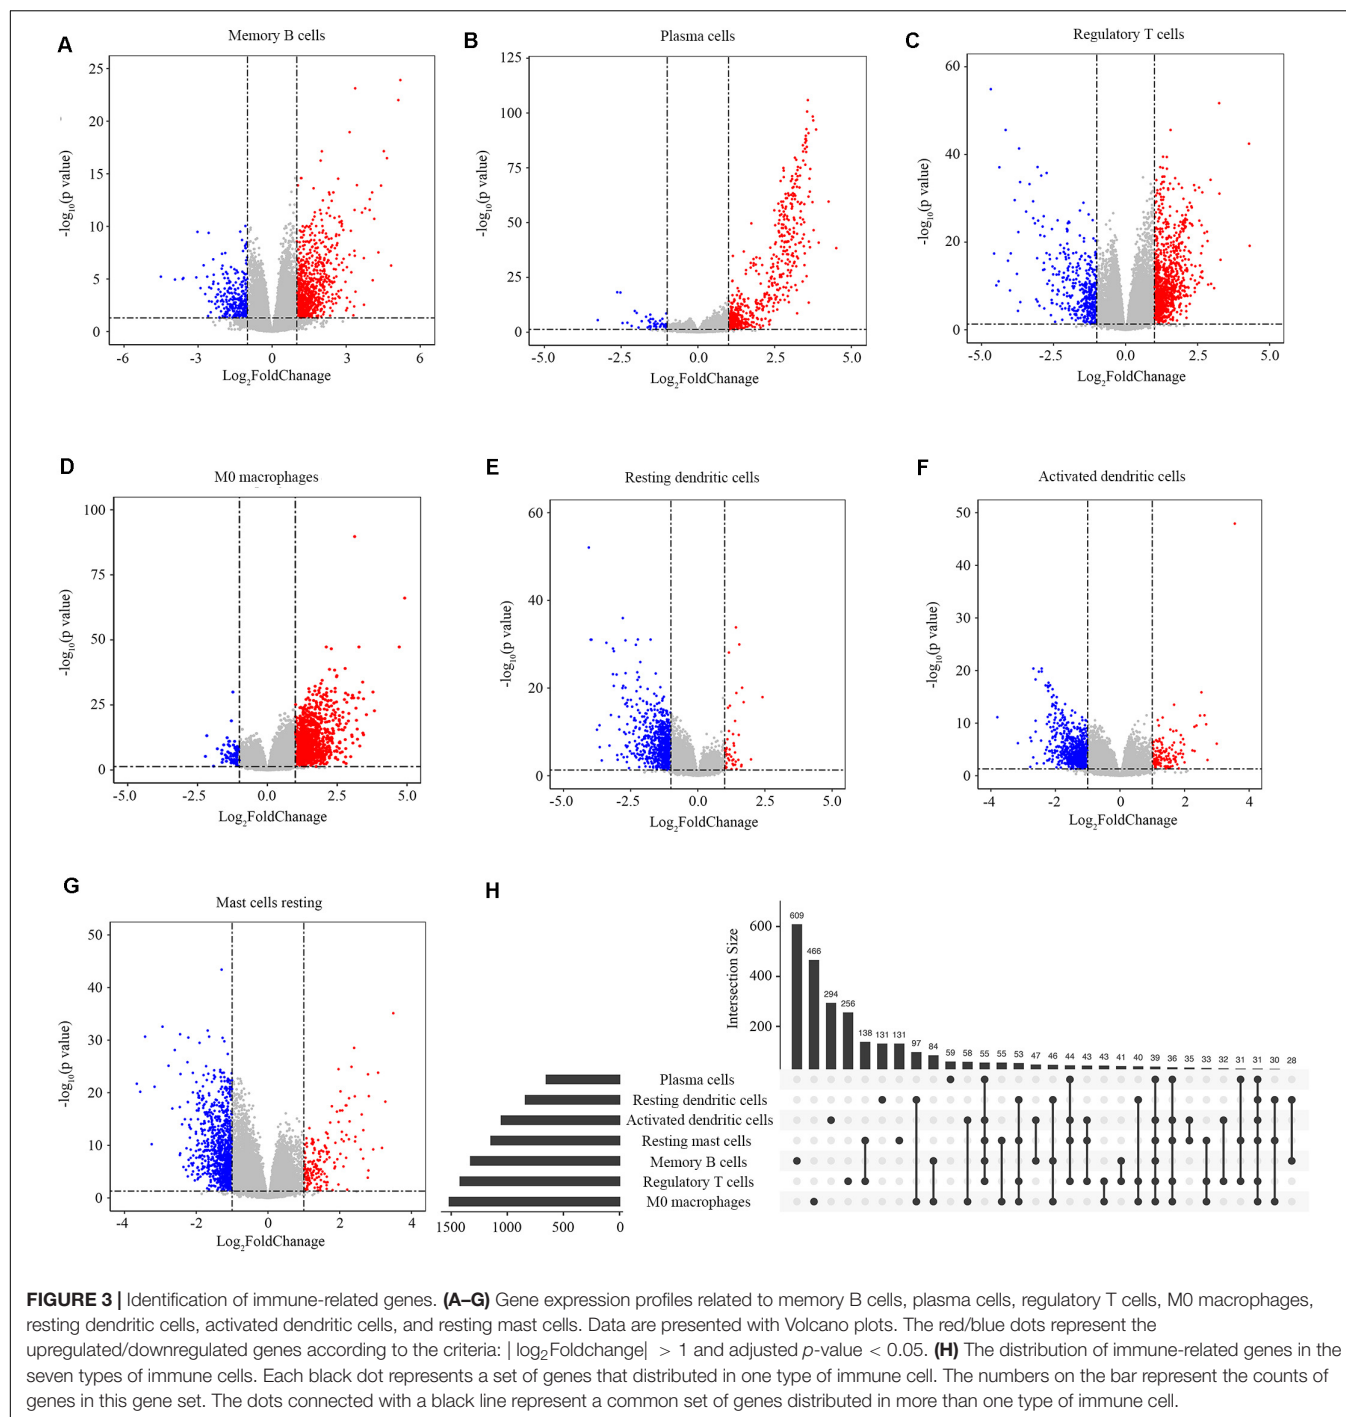 A
Memory B cells
25
20
15
10
5
0
-log10(p value)
-6 -3 0 3 6
Log2FoldChanage
B
Plasma cells
125
100
75
50
25
0
-log10(p value)
-5.0 -2.5 0.0 2.5 5.0
Log2FoldChanage
C
Regulatory T cells
60
40
20
0
-log10(p value)
-5.0 -2.5 0.0 2.5 5.0
Log2FoldChanage
D
M0 macrophages
100
75
50
25
0
-log10(p value)
-5.0 -2.5 0.0 2.5 5.0
Log2FoldChanage
E
Resting dendritic cells
60
40
20
0
-log10(p value)
-5.0 -2.5 0.0 2.5 5.0
Log2FoldChanage
F
Activated dendritic cells
50
40
30
20
10
0
-log10(p value)
-4 -2 0 2 4
Log2FoldChanage
G
Mast cells resting
50
40
30
20
10
0
-log10(p value)
-4 -2 0 2 4
Log2FoldChanage
H
Intersection Size
600
400
200
609 466 294 256 138 131 131 97 84 59 58 55 55 53 47 46 44 43 43 41 40 39 36 35 33 32 31 31 30 28
Plasma cells
Resting dendritic cells
Activated dendritic cells
Resting mast cells
Memory B cells
Regulatory T cells
M0 macrophages
1500 1000 500 0
FIGURE 3 | Identification of immune-related genes. (A–G) Gene expression profiles related to memory B cells, plasma cells, regulatory T cells, M0 macrophages,
resting dendritic cells, activated dendritic cells, and resting mast cells. Data are presented with Volcano plots. The red/blue dots represent the
upregulated/downregulated genes according to the criteria: | log2Foldchange| > 1 and adjusted p-value < 0.05. (H) The distribution of immune-related genes in the
seven types of immune cells. Each black dot represents a set of genes that distributed in one type of immune cell. The numbers on the bar represent the counts of
genes in this gene set. The dots connected with a black line represent a common set of genes distributed in more than one type of immune cell.